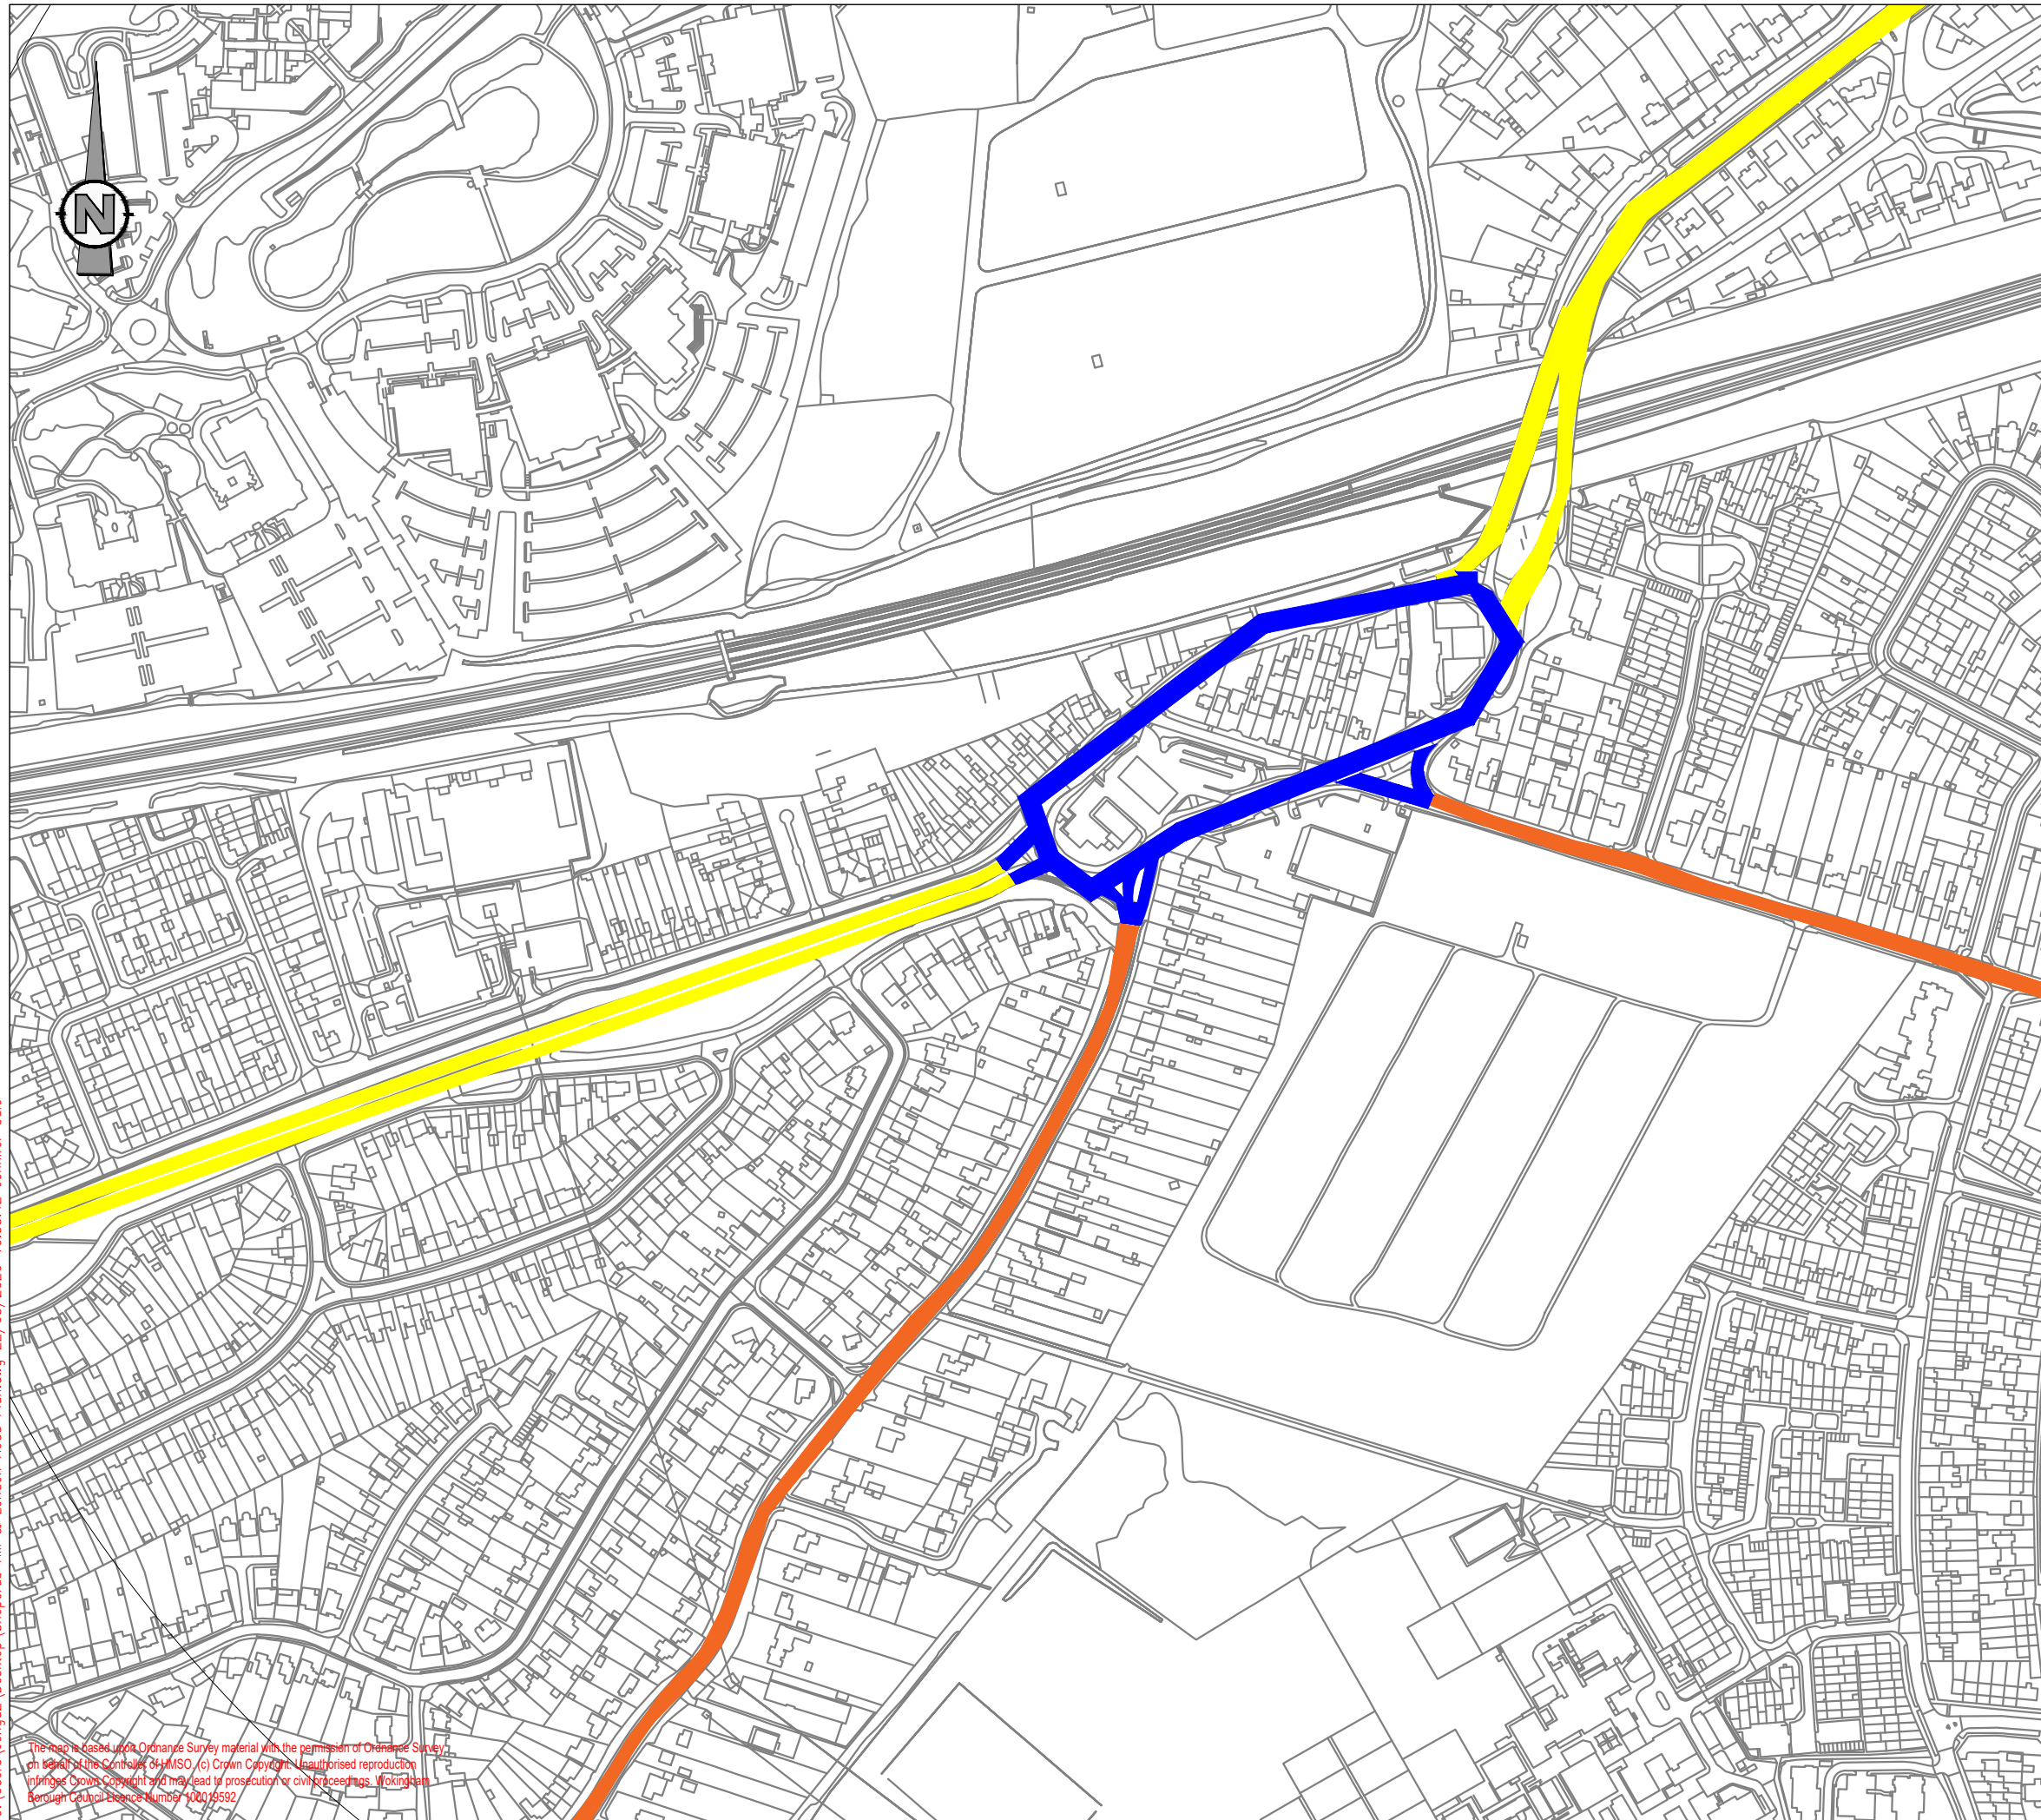 N
The map is based upon Ordnance Survey material with the permission of Ordnance Survey
on behalf of the Controller of HMSO. (c) Crown Copyright. Unauthorised reproduction
infringes Crown Copyright and may lead to prosecution or civil proceedings. Wokingham
Borough Council Licence Number 100019592